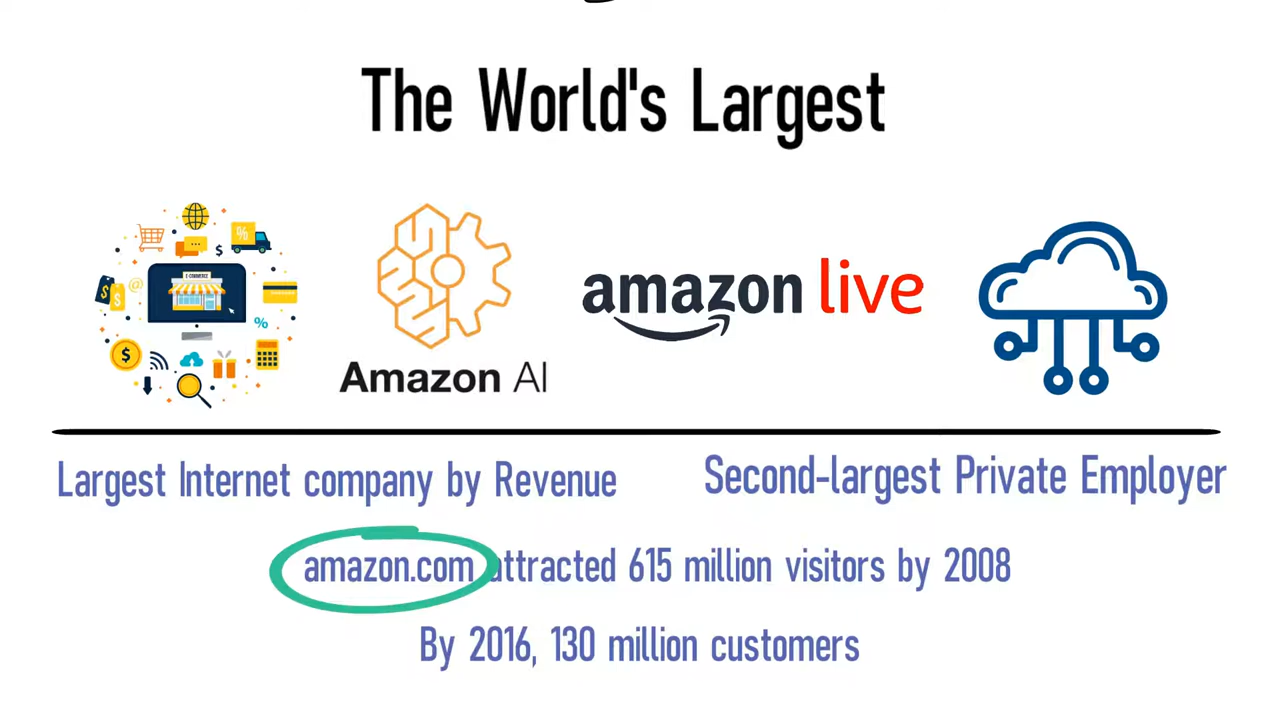 The World's Largest
E-COMMERCE
Amazon AI
amazon live
Largest Internet company by Revenue
Second-largest Private Employer
amazon.com attracted 615 million visitors by 2008
By 2016, 130 million customers